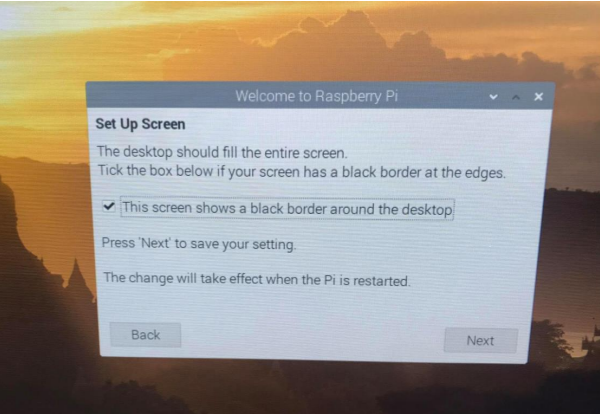 Welcome to Raspberry Pi
Set Up Screen
The desktop should fill the entire screen.
Tick the box below if your screen has a black border at the edges.
This screen shows a black border around the desktop
Press 'Next' to save your setting.
The change will take effect when the Pi is restarted.
Back
Next